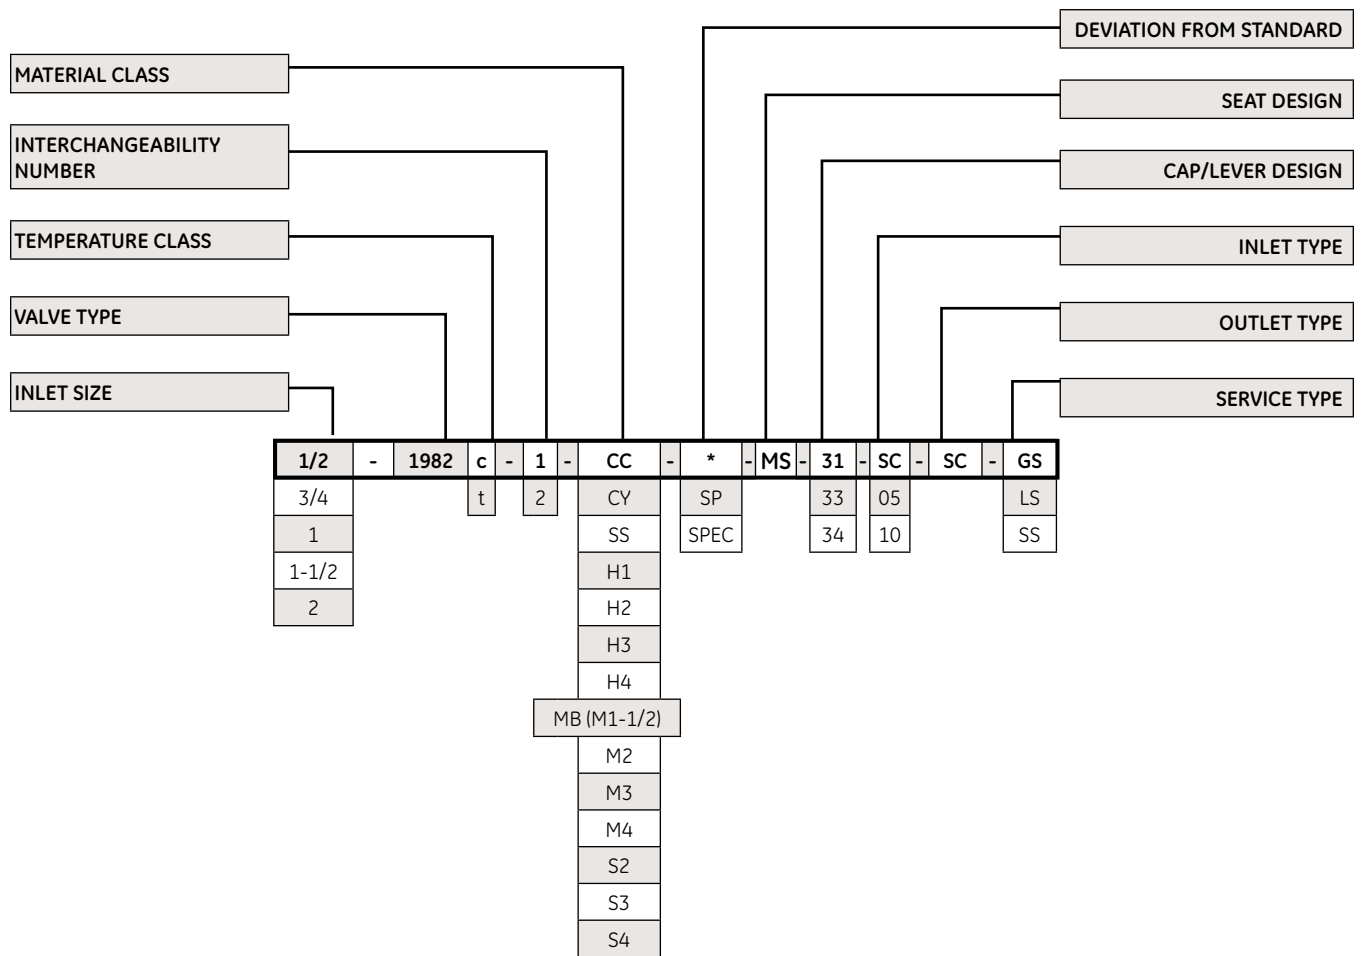 DEVIATION FROM STANDARD
MATERIAL CLASS
SEAT DESIGN
INTERCHANGEABILITY
NUMBER
CAP/LEVER DESIGN
TEMPERATURE CLASS
INLET TYPE
VALVE TYPE
OUTLET TYPE
INLET SIZE
SERVICE TYPE
1/2 - 1982 c - 1 - CC - * - MS - 31 - SC - SC - GS
3/4 t 2 CY SP 33 05 LS
1 SS SPEC 34 10 SS
1-1/2 H1
2 H2
H3
H4
MB (M1-1/2)
M2
M3
M4
S2
S3
S4